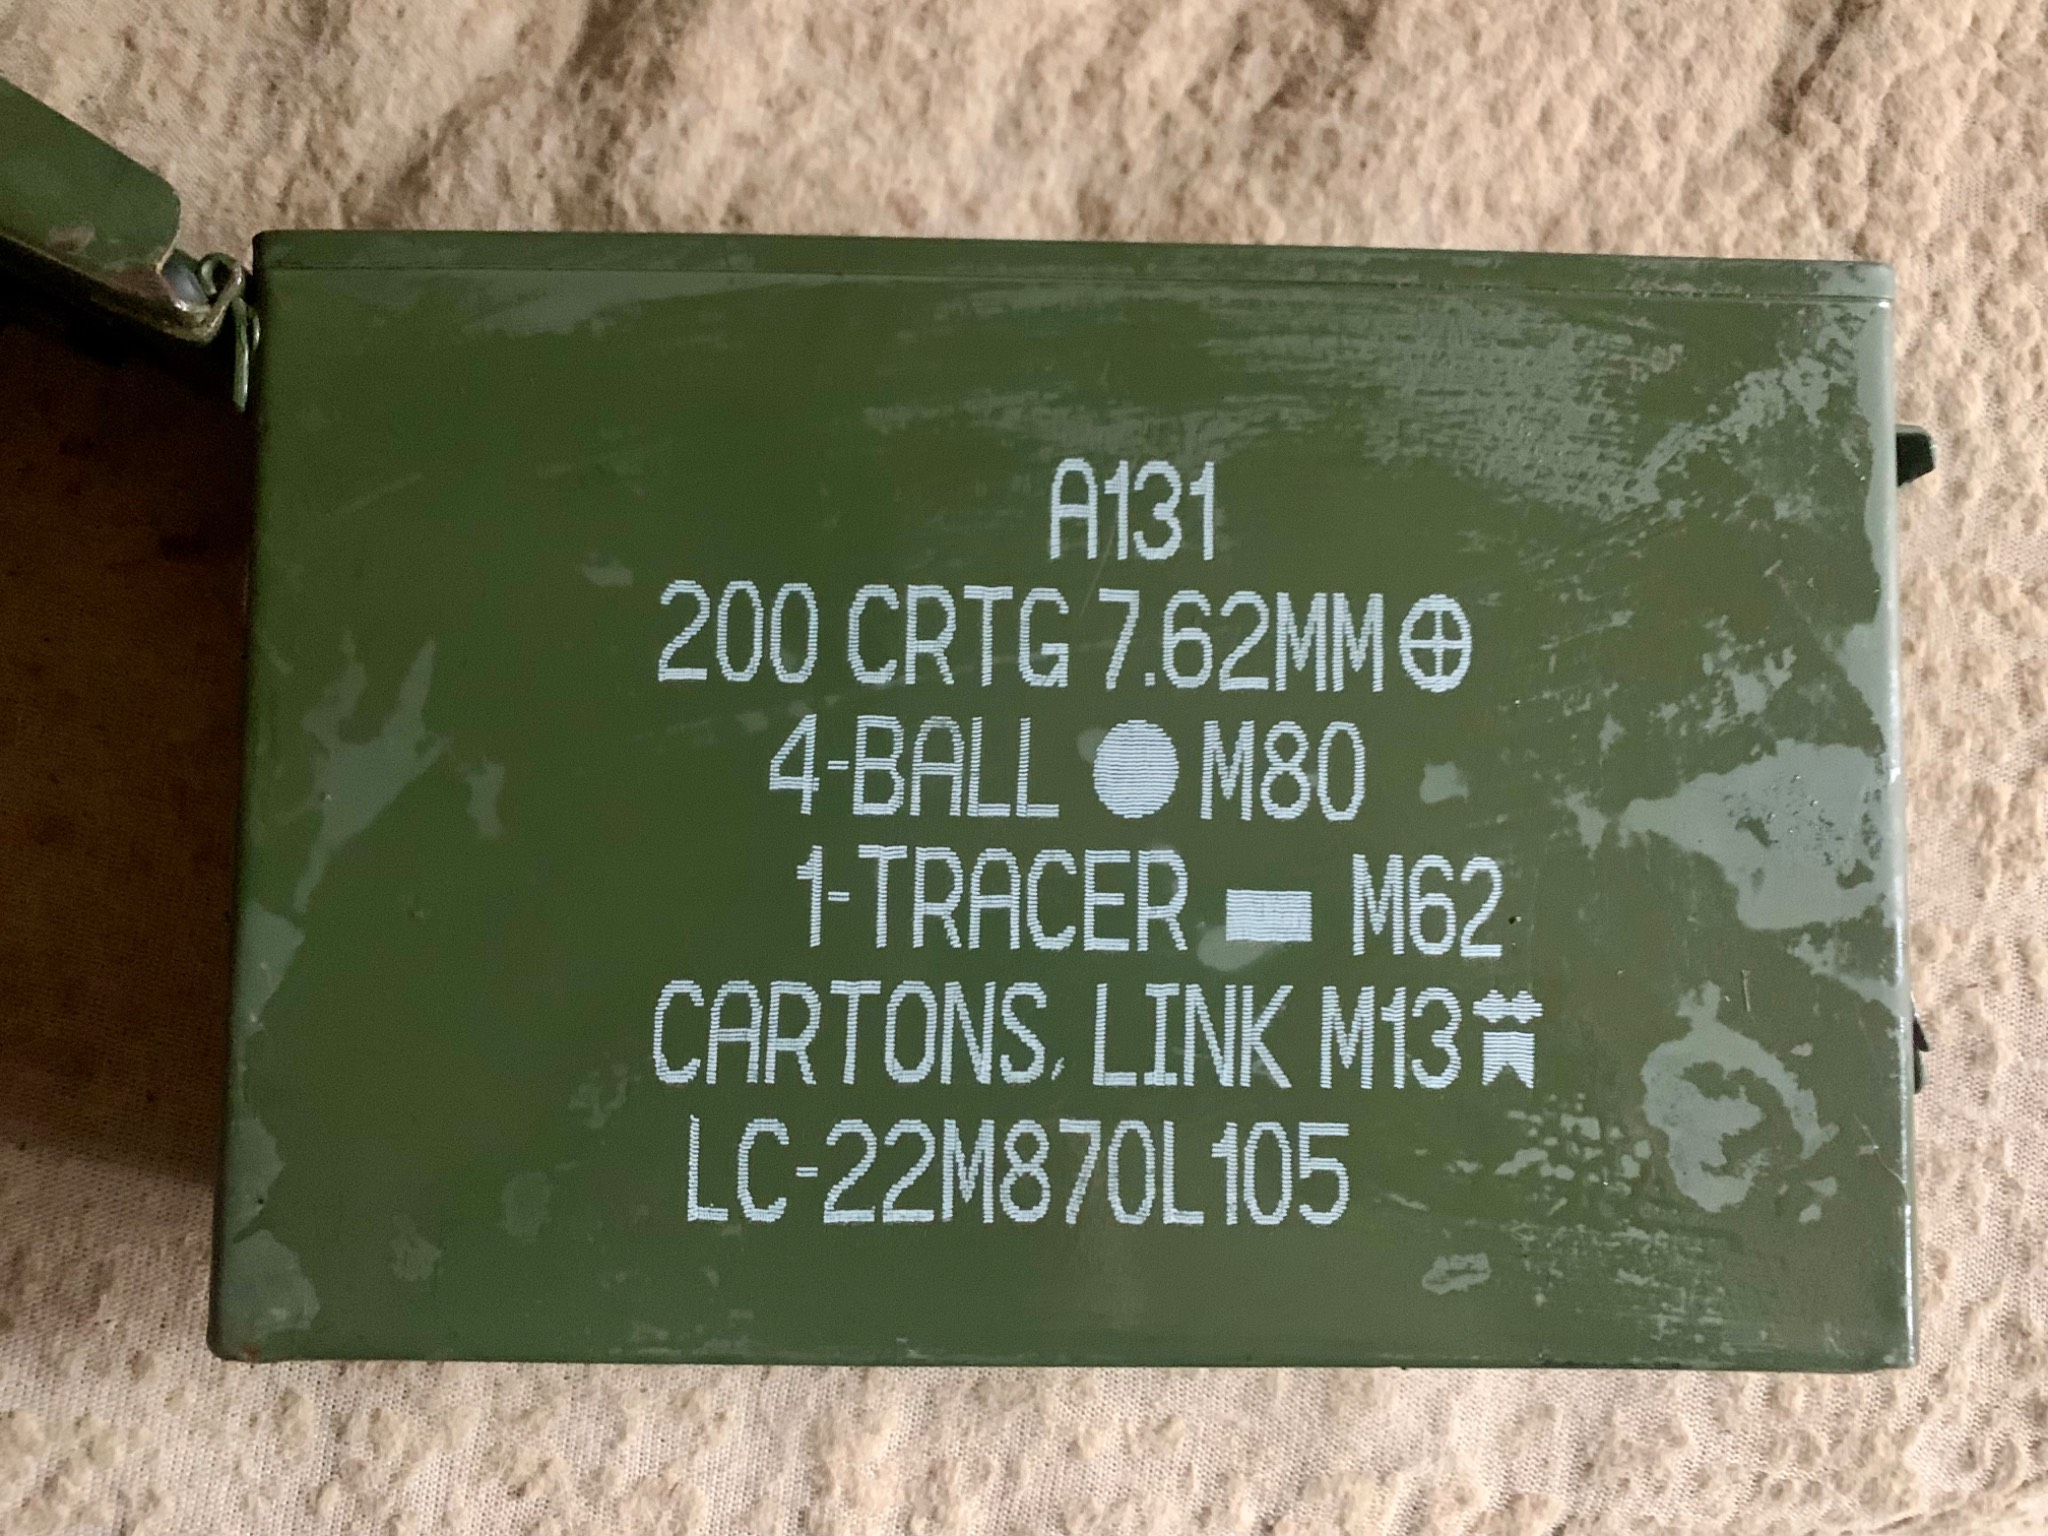 A131
200 CRTG 7.62MM ⊕
4-BALL ● M80
1-TRACER ▬ M62
CARTONS, LINK M13
LC-22M870L105